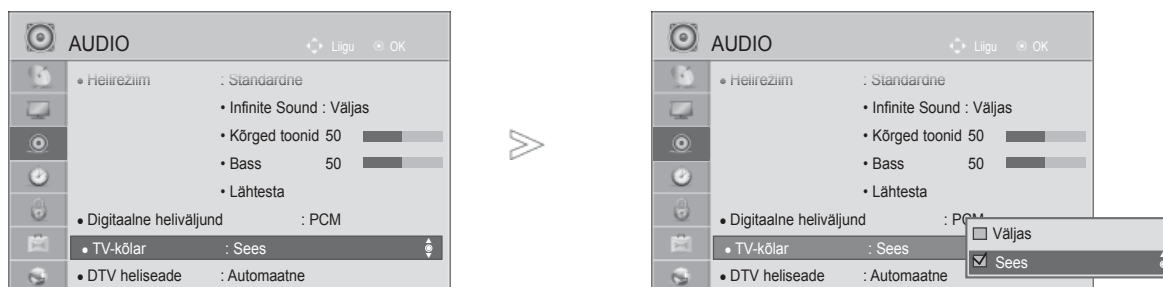 AUDIO
Liigu OK
• Helirežiim : Standardne
• Infinite Sound : Väljas
• Kõrged toonid 50
• Bass 50
• Lähtesta
• Digitaalne heliväljund : PCM
• TV-kõlar : Sees
• DTV heliseade : Automaatne
AUDIO
Liigu OK
• Helirežiim : Standardne
• Infinite Sound : Väljas
• Kõrged toonid 50
• Bass 50
• Lähtesta
• Digitaalne heliväljund : PCM
• TV-kõlar : Sees
• DTV heliseade : Automaatne
Väljas
Sees